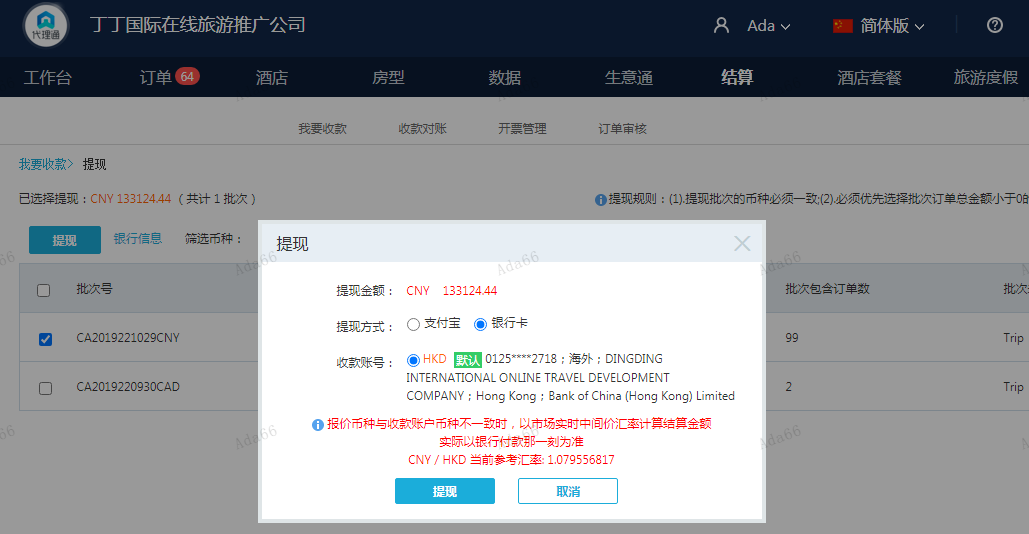 代理通
丁丁国际在线旅游推广公司
Ada
简体版
工作台
订单 64
酒店
房型
数据
生意通
结算
酒店套餐
旅游度假
我要收款
收款对账
开票管理
订单审核
我要收款> 提现
已选择提现：CNY 133124.44（共计 1 批次）
提现规则：(1).提现批次的币种必须一致;(2).必须优先选择批次订单总金额小于0的
提现
银行信息
筛选币种：
批次号
批次包含订单数
批次
CA2019221029CNY
99
Trip
CA2019220930CAD
2
Trip
提现
提现金额： CNY 133124.44
提现方式： 支付宝 银行卡
收款账号： HKD 默认 0125****2718；海外；DINGDING
INTERNATIONAL ONLINE TRAVEL DEVELOPMENT
COMPANY；Hong Kong；Bank of China (Hong Kong) Limited
报价币种与收款账户币种不一致时，以市场实时中间价汇率计算结算金额
实际以银行付款那一刻为准
CNY / HKD 当前参考汇率: 1.079556817
提现
取消
Ada66
Ada66
Ada66
Ada66